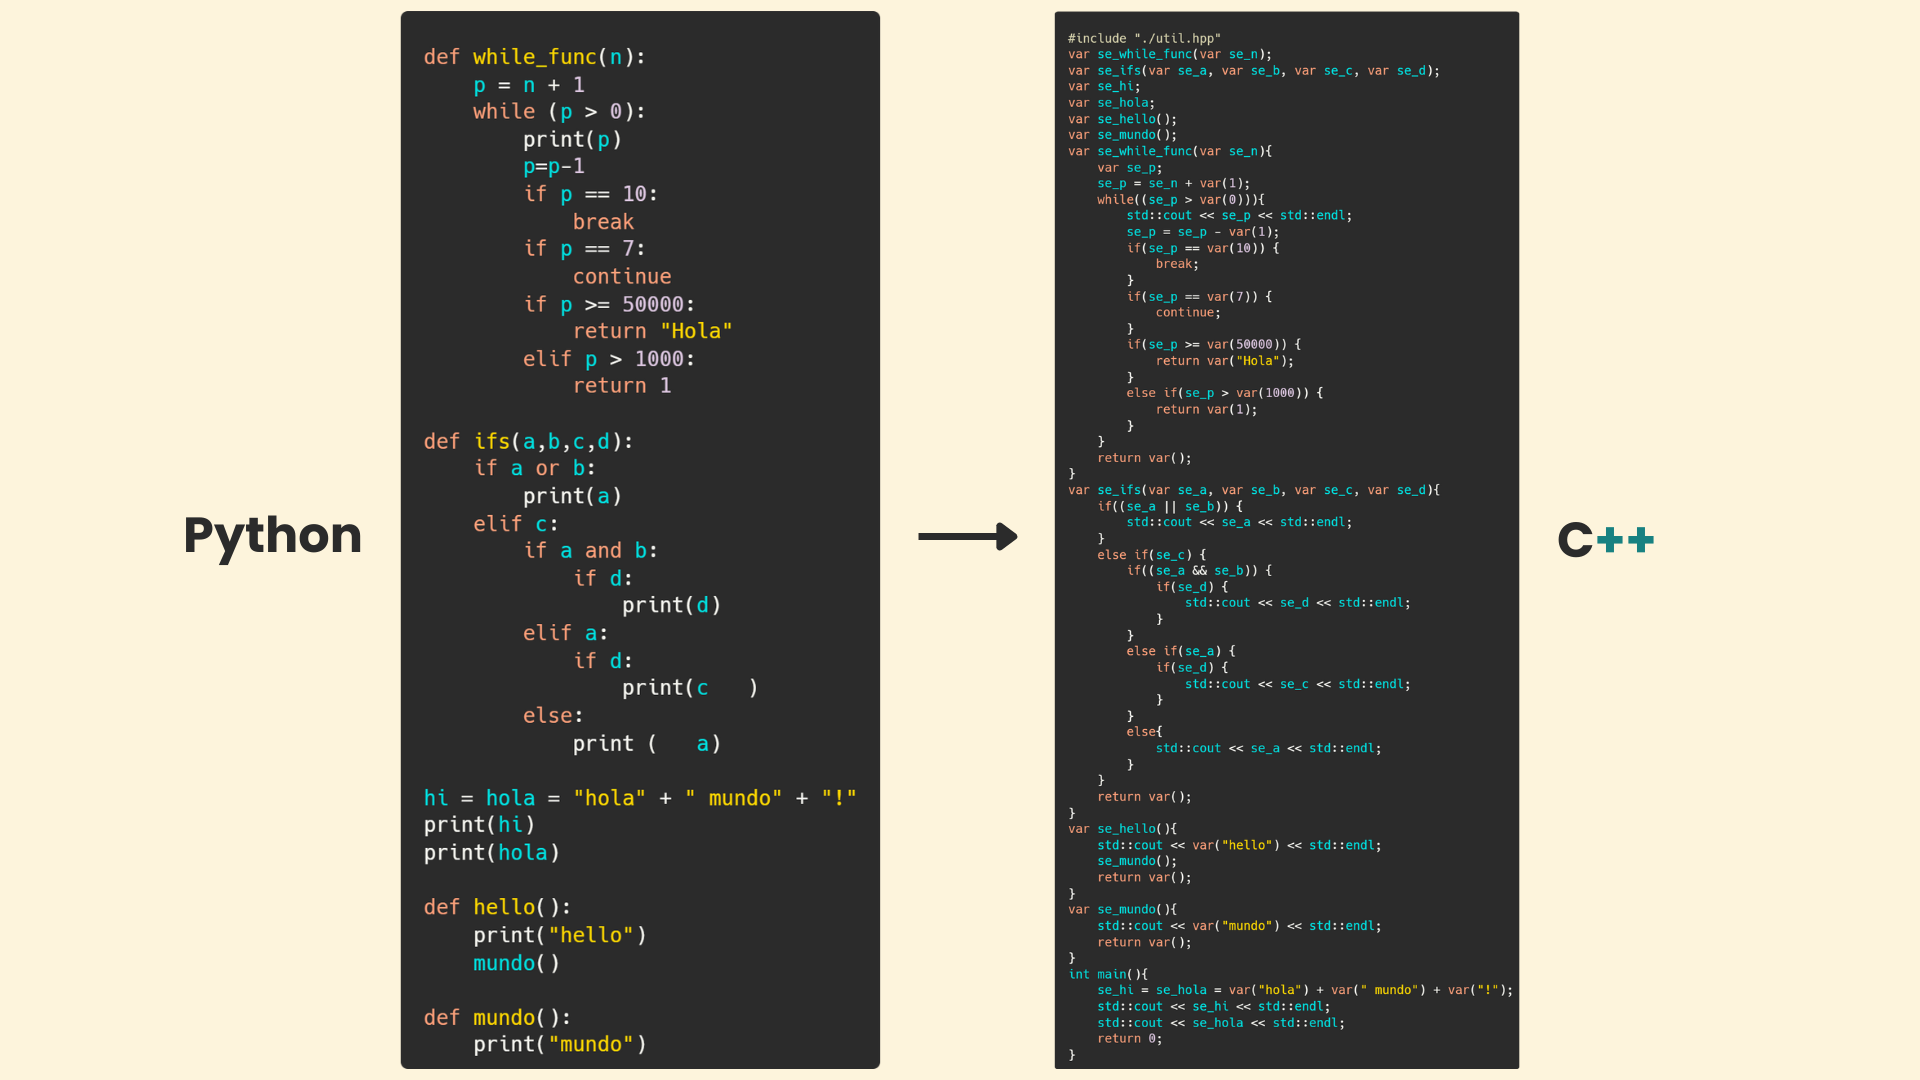 Python
def while_func(n):
    p = n + 1
    while (p > 0):
        print(p)
        p=p-1
        if p == 10:
            break
        if p == 7:
            continue
        if p >= 50000:
            return "Hola"
        elif p > 1000:
            return 1
def ifs(a,b,c,d):
    if a or b:
        print(a)
    elif c:
        if a and b:
            if d:
                print(d)
        elif a:
            if d:
                print(c   )
        else:
            print (   a)
hi = hola = "hola" + " mundo" + "!"
print(hi)
print(hola)
def hello():
    print("hello")
    mundo()
def mundo():
    print("mundo")
#include "./util.hpp"
var se_while_func(var se_n);
var se_ifs(var se_a, var se_b, var se_c, var se_d);
var se_hi;
var se_hola;
var se_hello();
var se_mundo();
var se_while_func(var se_n){
    var se_p;
    se_p = se_n + var(1);
    while((se_p > var(0))){
        std::cout << se_p << std::endl;
        se_p = se_p - var(1);
        if(se_p == var(10)) {
            break;
        }
        if(se_p == var(7)) {
            continue;
        }
        if(se_p >= var(50000)) {
            return var("Hola");
        }
        else if(se_p > var(1000)) {
            return var(1);
        }
    }
    return var();
}
var se_ifs(var se_a, var se_b, var se_c, var se_d){
    if((se_a || se_b)) {
        std::cout << se_a << std::endl;
    }
    else if(se_c) {
        if((se_a && se_b)) {
            if(se_d) {
                std::cout << se_d << std::endl;
            }
        }
        else if(se_a) {
            if(se_d) {
                std::cout << se_c << std::endl;
            }
        }
        else{
            std::cout << se_a << std::endl;
        }
    }
    return var();
}
var se_hello(){
    std::cout << var("hello") << std::endl;
    se_mundo();
    return var();
}
var se_mundo(){
    std::cout << var("mundo") << std::endl;
    return var();
}
int main(){
    se_hi = se_hola = var("hola") + var(" mundo") + var("!");
    std::cout << se_hi << std::endl;
    std::cout << se_hola << std::endl;
    return 0;
}
C++